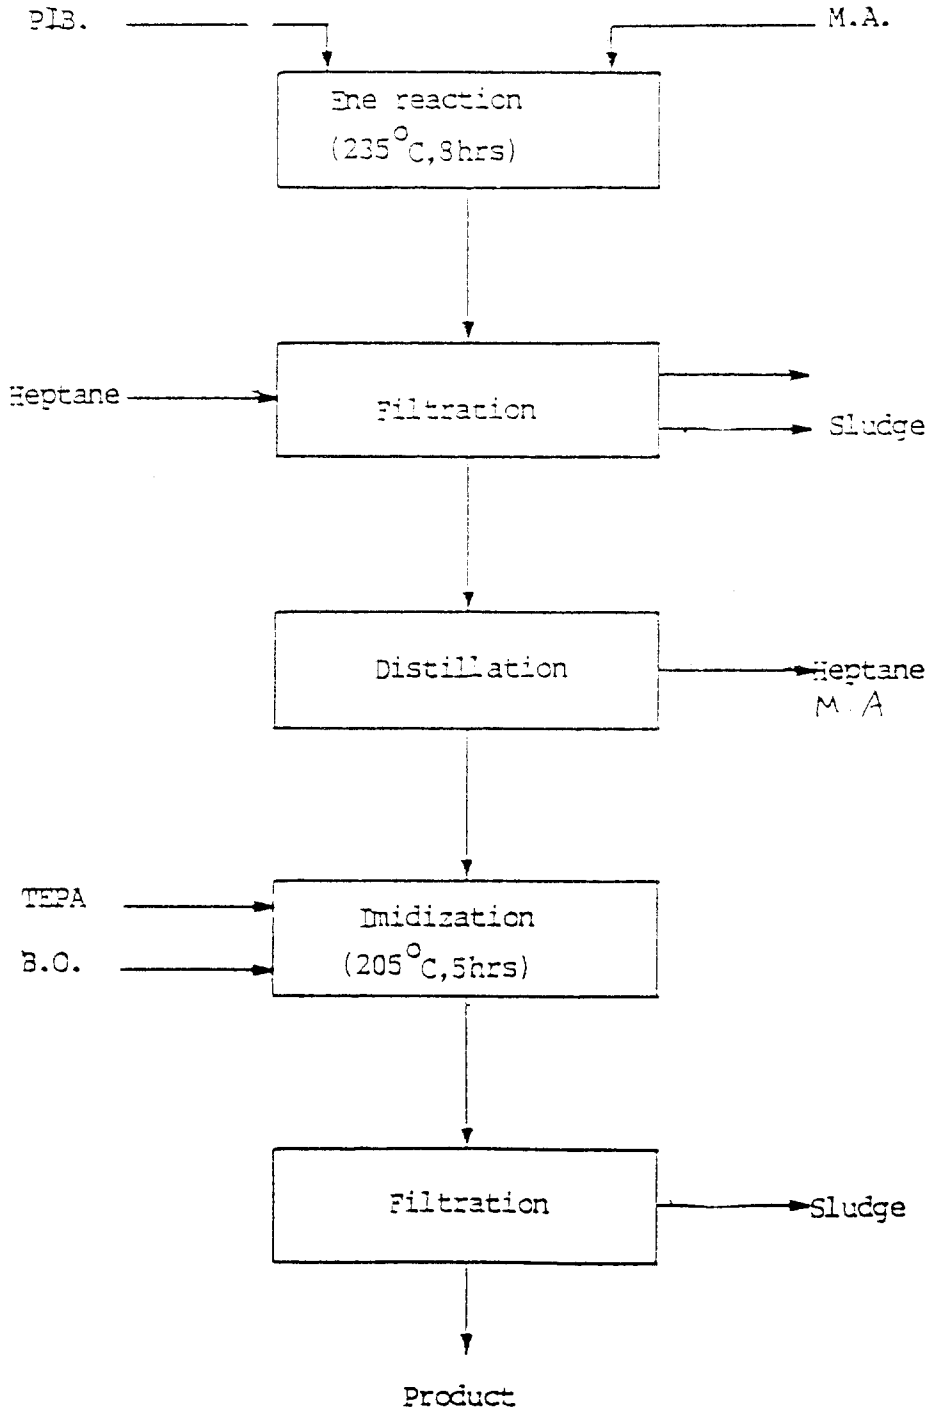 PIB.
M.A.
Ene reaction
(235°C,8hrs)
Heptane
Filtration
Sludge
Distillation
Heptane
M.A
TEPA
B.O.
Imidization
(205°C,5hrs)
Filtration
Sludge
Product